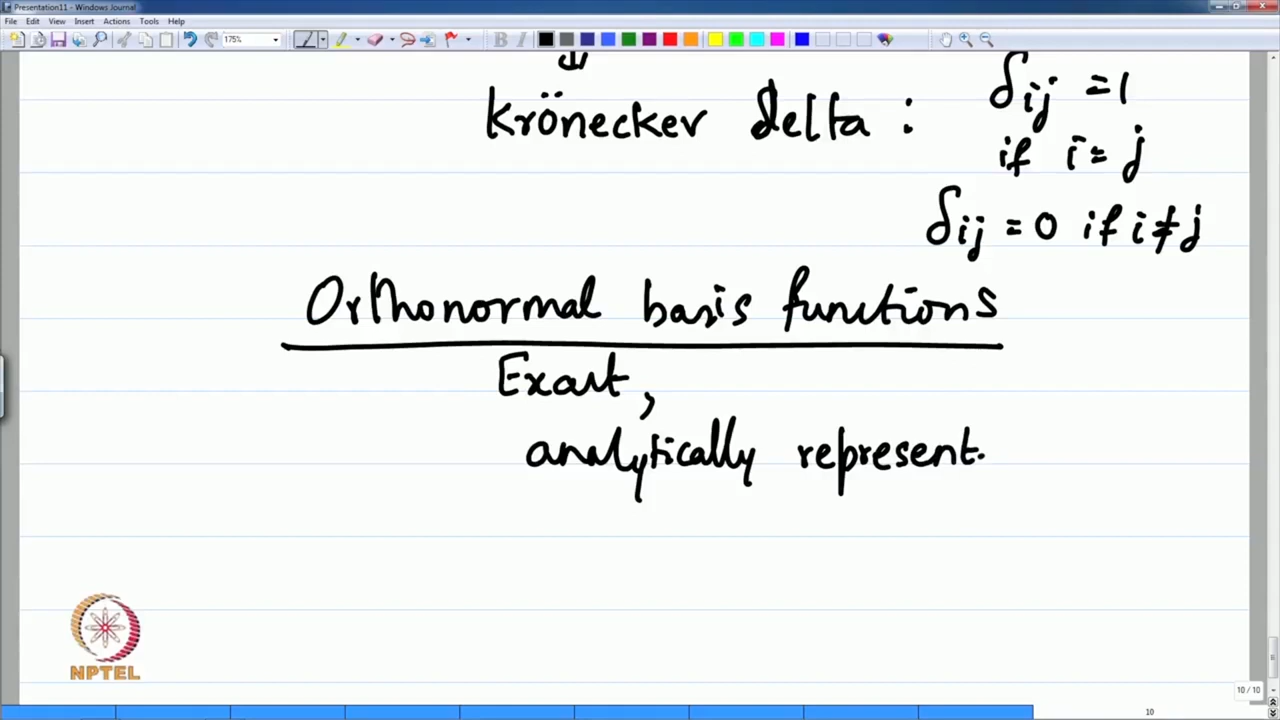 Presentation11 - Windows Journal
File Edit View Insert Actions Tools Help
175%
Krönecker delta : δij = 1
if i = j
δij = 0 if i ≠ j
Orthonormal basis functions
Exact,
analytically represent.
NPTEL
10 / 10
10